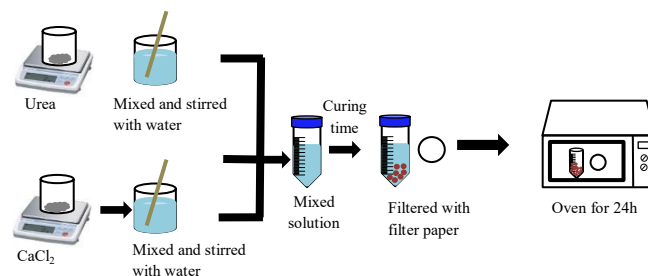 Urea
Mixed and stirred
with water
Curing
time
Mixed
solution
Filtered with
filter paper
Oven for 24h
CaCl₂
Mixed and stirred
with water